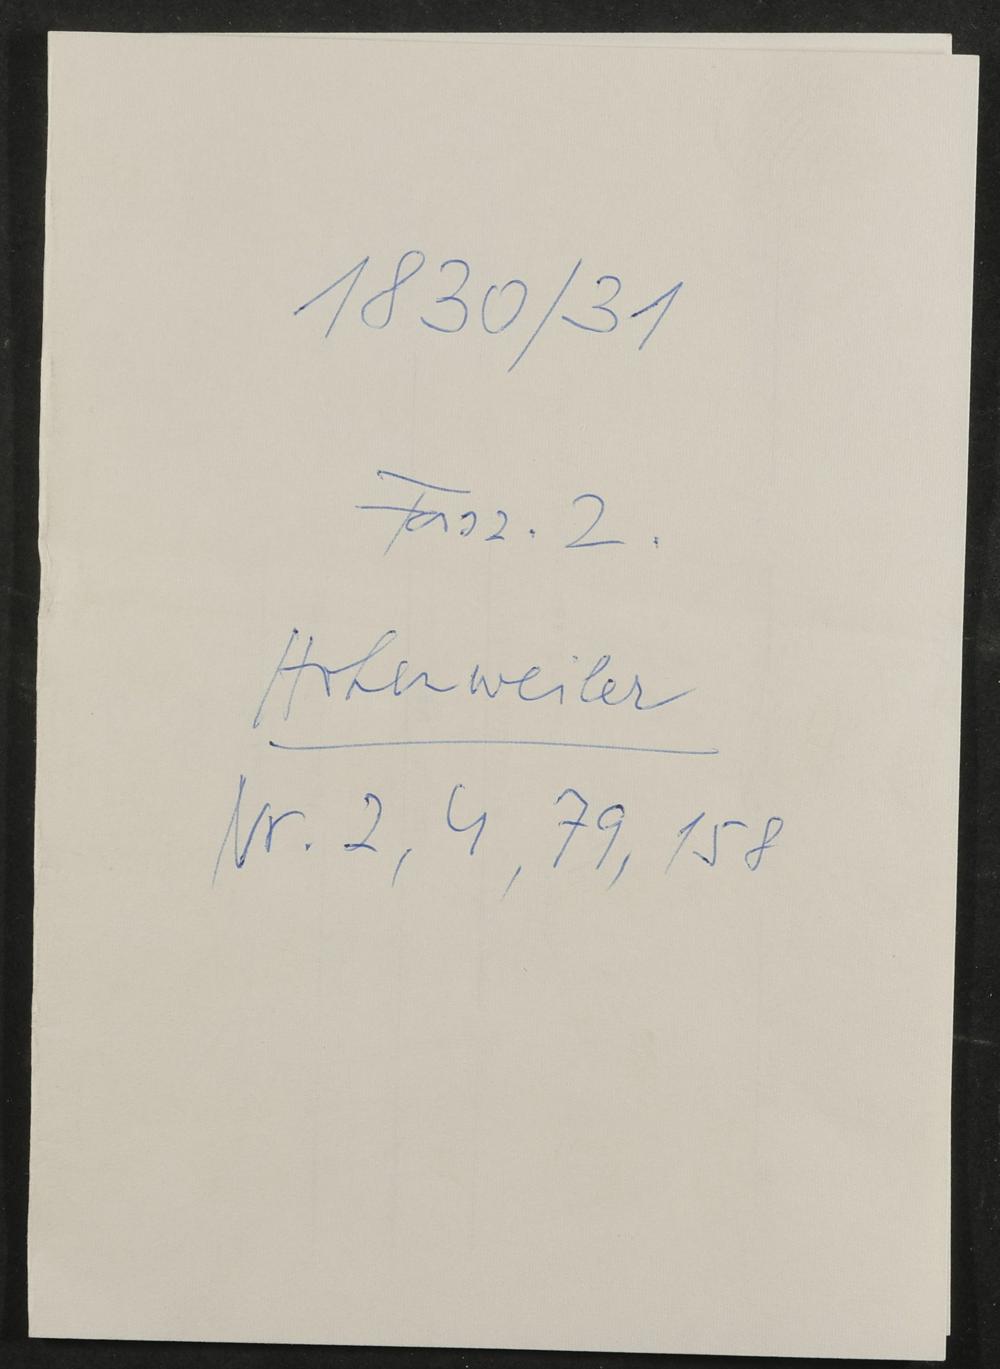 1830/31
Fasz. 2.
Hohenweiler
Nr. 2, 4, 79, 158